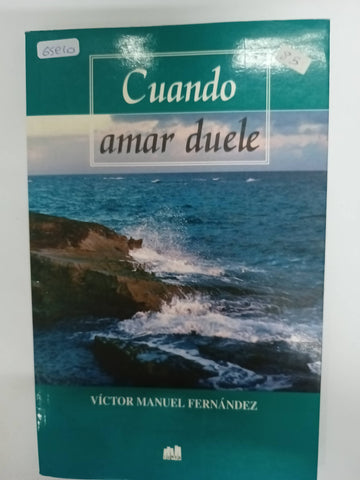 Cuando
amar duele
VÍCTOR MANUEL FERNÁNDEZ